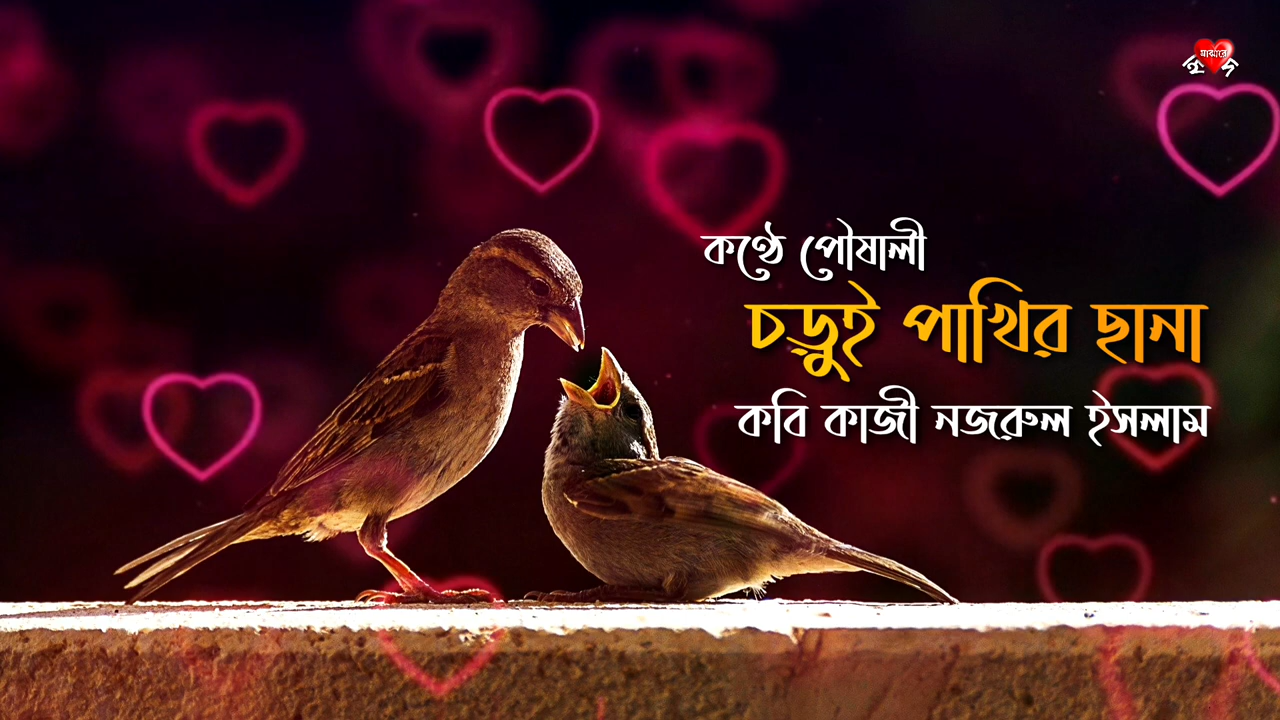 মাঝারে
হৃদ
কণ্ঠে পৌষালী
চড়ুই পাখির ছানা
কবি কাজী নজরুল ইসলাম